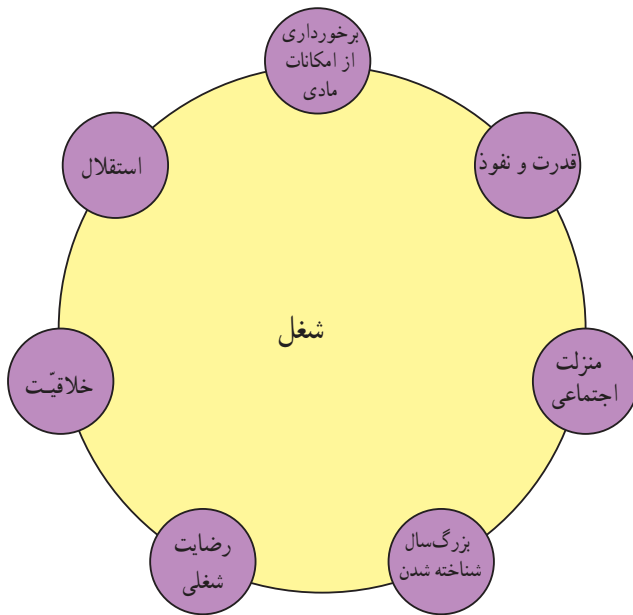 برخورداری
از امکانات
مادی
قدرت و نفوذ
استقلال
شغل
منزلت
اجتماعی
خلاقیّت
بزرگ‌سال
شناخته شدن
رضایت
شغلی